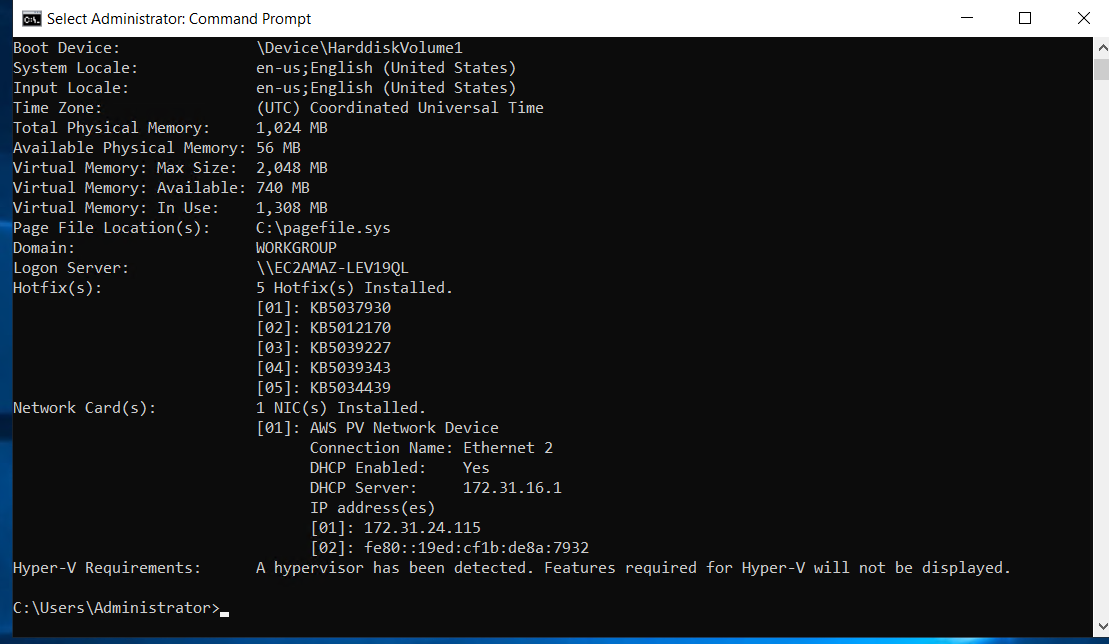 Select Administrator: Command Prompt
Boot Device: \Device\HarddiskVolume1
System Locale: en-us;English (United States)
Input Locale: en-us;English (United States)
Time Zone: (UTC) Coordinated Universal Time
Total Physical Memory: 1,024 MB
Available Physical Memory: 56 MB
Virtual Memory: Max Size: 2,048 MB
Virtual Memory: Available: 740 MB
Virtual Memory: In Use: 1,308 MB
Page File Location(s): C:\pagefile.sys
Domain: WORKGROUP
Logon Server: \\EC2AMAZ-LEV19QL
Hotfix(s): 5 Hotfix(s) Installed.
[01]: KB5037930
[02]: KB5012170
[03]: KB5039227
[04]: KB5039343
[05]: KB5034439
Network Card(s): 1 NIC(s) Installed.
[01]: AWS PV Network Device
Connection Name: Ethernet 2
DHCP Enabled: Yes
DHCP Server: 172.31.16.1
IP address(es)
[01]: 172.31.24.115
[02]: fe80::19ed:cf1b:de8a:7932
Hyper-V Requirements: A hypervisor has been detected. Features required for Hyper-V will not be displayed.
C:\Users\Administrator>